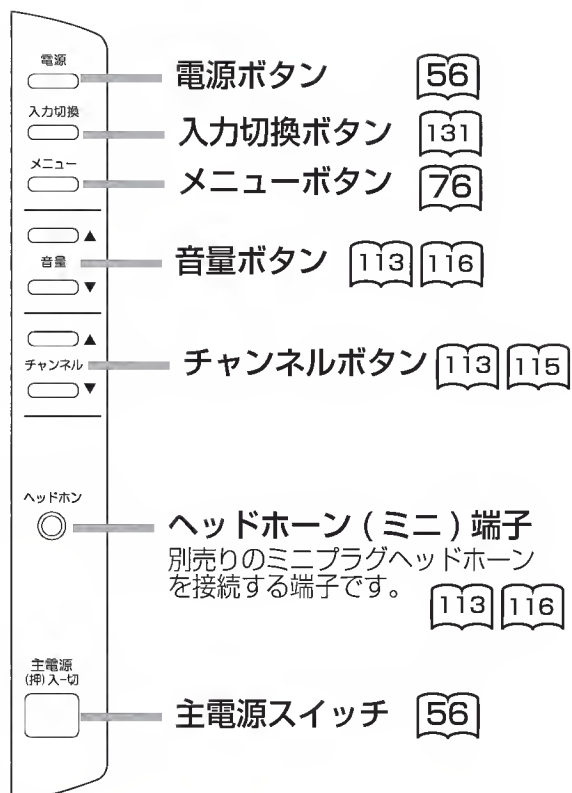 電源
電源ボタン 56
入力切換
入力切換ボタン 131
メニュー
メニューボタン 76
▲
音量 音量ボタン 113 116
▼
▲
チャンネル チャンネルボタン 113 115
▼
ヘッドホン
ヘッドホーン(ミニ)端子
別売りのミニプラグヘッドホーン
を接続する端子です。 113 116
主電源
(押)入-切
主電源スイッチ 56